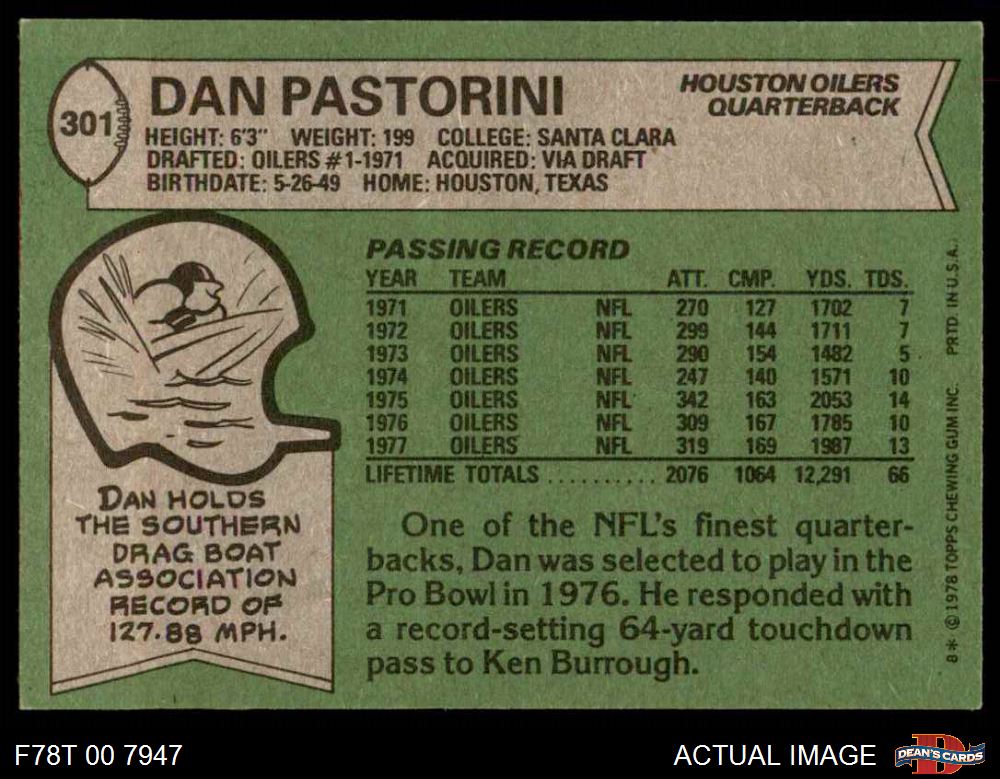 301
DAN PASTORINI
HOUSTON OILERS
QUARTERBACK
HEIGHT: 6'3" WEIGHT: 199 COLLEGE: SANTA CLARA
DRAFTED: OILERS #1-1971 ACQUIRED: VIA DRAFT
BIRTHDATE: 5-26-49 HOME: HOUSTON, TEXAS
PASSING RECORD
YEAR TEAM ATT. CMP. YDS. TDS.
1971 OILERS NFL 270 127 1702 7
1972 OILERS NFL 299 144 1711 7
1973 OILERS NFL 290 154 1482 5
1974 OILERS NFL 247 140 1571 10
1975 OILERS NFL 342 163 2053 14
1976 OILERS NFL 309 167 1785 10
1977 OILERS NFL 319 169 1987 13
LIFETIME TOTALS .......... 2076 1064 12,291 66
DAN HOLDS
THE SOUTHERN
DRAG BOAT
ASSOCIATION
RECORD OF
127.88 MPH.
One of the NFL's finest quarter-
backs, Dan was selected to play in the
Pro Bowl in 1976. He responded with
a record-setting 64-yard touchdown
pass to Ken Burrough.
8* © 1978 TOPPS CHEWING GUM INC. PRTD. IN U.S.A.
F78T 00 7947
ACTUAL IMAGE
D
DEAN'S CARDS